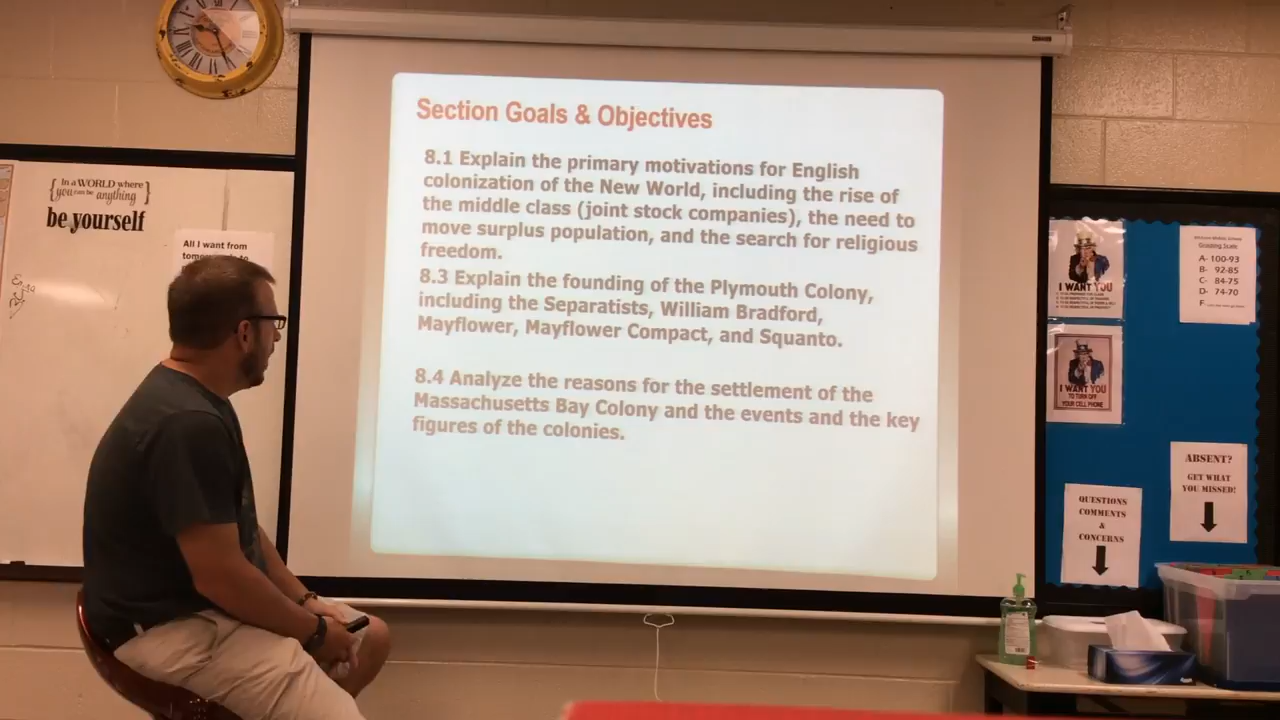 Section Goals & Objectives
8.1 Explain the primary motivations for English
colonization of the New World, including the rise of
the middle class (joint stock companies), the need to
move surplus population, and the search for religious
freedom.
8.3 Explain the founding of the Plymouth Colony,
including the Separatists, William Bradford,
Mayflower, Mayflower Compact, and Squanto.
8.4 Analyze the reasons for the settlement of the
Massachusetts Bay Colony and the events and the key
figures of the colonies.
In a WORLD where
you can be anything
be yourself
All I want from
I WANT YOU
I WANT YOU
TO TURN OFF
YOUR CELL PHONE
Grading Scale
A- 100-93
B- 92-85
C- 84-75
D- 74-70
F
ABSENT?
GET WHAT
YOU MISSED!
QUESTIONS
COMMENTS
&
CONCERNS